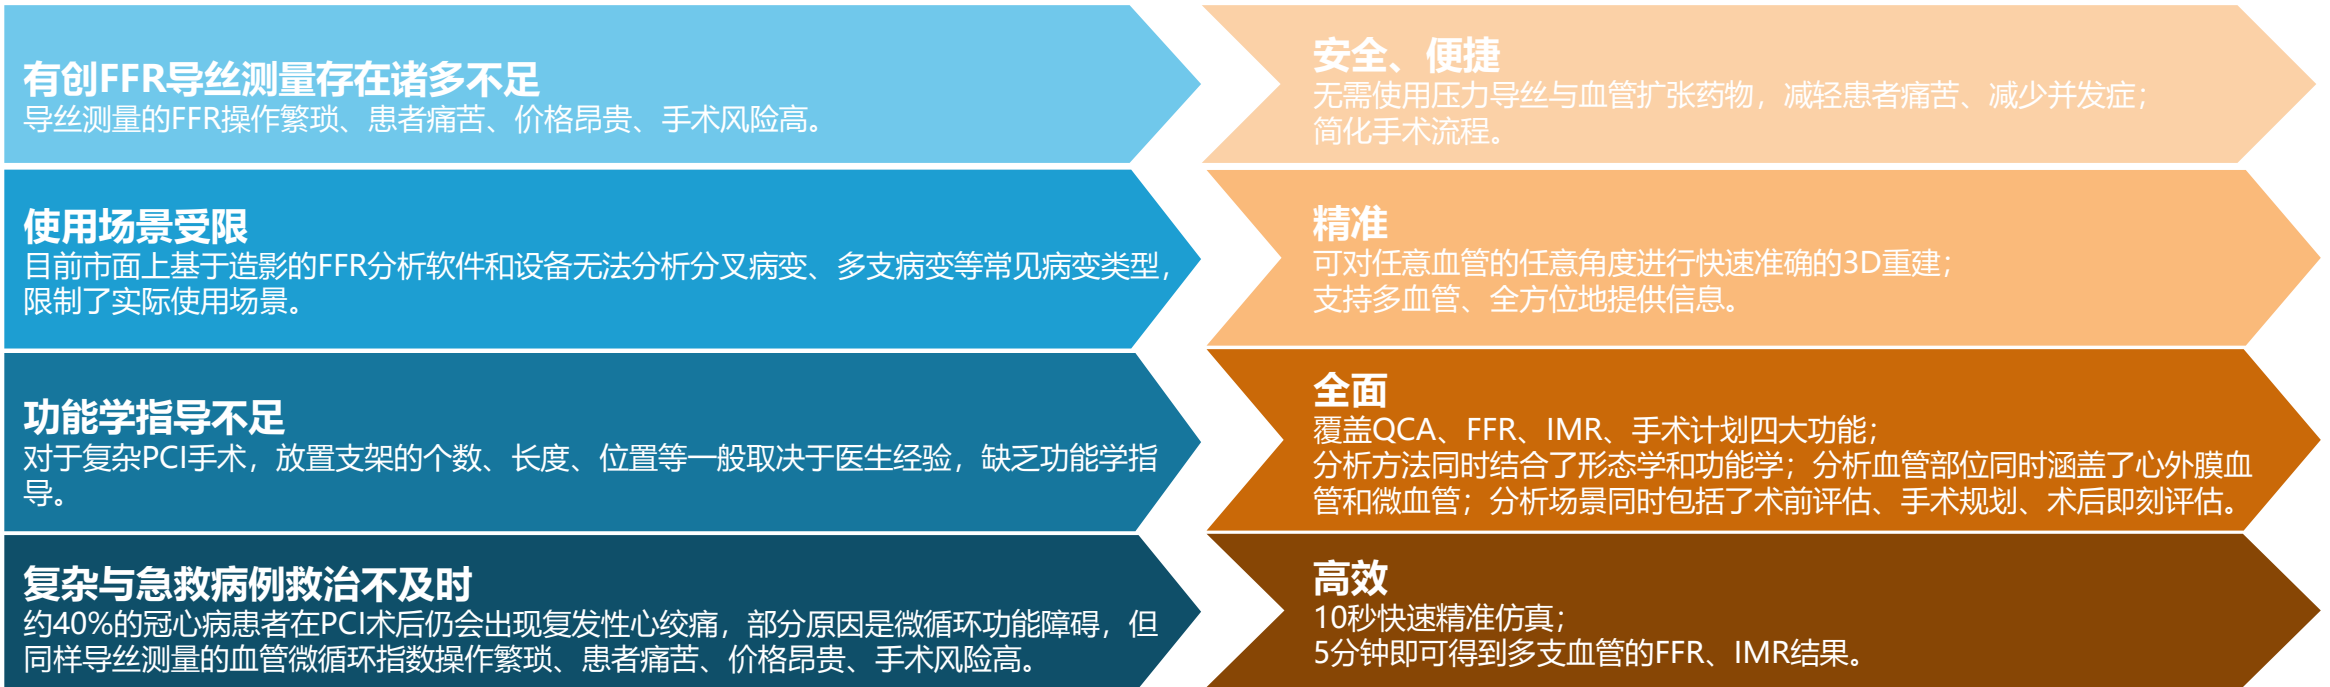 有创FFR导丝测量存在诸多不足
导丝测量的FFR操作繁琐、患者痛苦、价格昂贵、手术风险高。
安全、便捷
无需使用压力导丝与血管扩张药物，减轻患者痛苦、减少并发症；
简化手术流程。
使用场景受限
目前市面上基于造影的FFR分析软件和设备无法分析分叉病变、多支病变等常见病变类型，
限制了实际使用场景。
精准
可对任意血管的任意角度进行快速准确的3D重建；
支持多血管、全方位地提供信息。
功能学指导不足
对于复杂PCI手术，放置支架的个数、长度、位置等一般取决于医生经验，缺乏功能学指
导。
全面
覆盖QCA、FFR、IMR、手术计划四大功能；
分析方法同时结合了形态学和功能学；分析血管部位同时涵盖了心外膜血
管和微血管；分析场景同时包括了术前评估、手术规划、术后即刻评估。
复杂与急救病例救治不及时
约40%的冠心病患者在PCI术后仍会出现复发性心绞痛，部分原因是微循环功能障碍，但
同样导丝测量的血管微循环指数操作繁琐、患者痛苦、价格昂贵、手术风险高。
高效
10秒快速精准仿真；
5分钟即可得到多支血管的FFR、IMR结果。